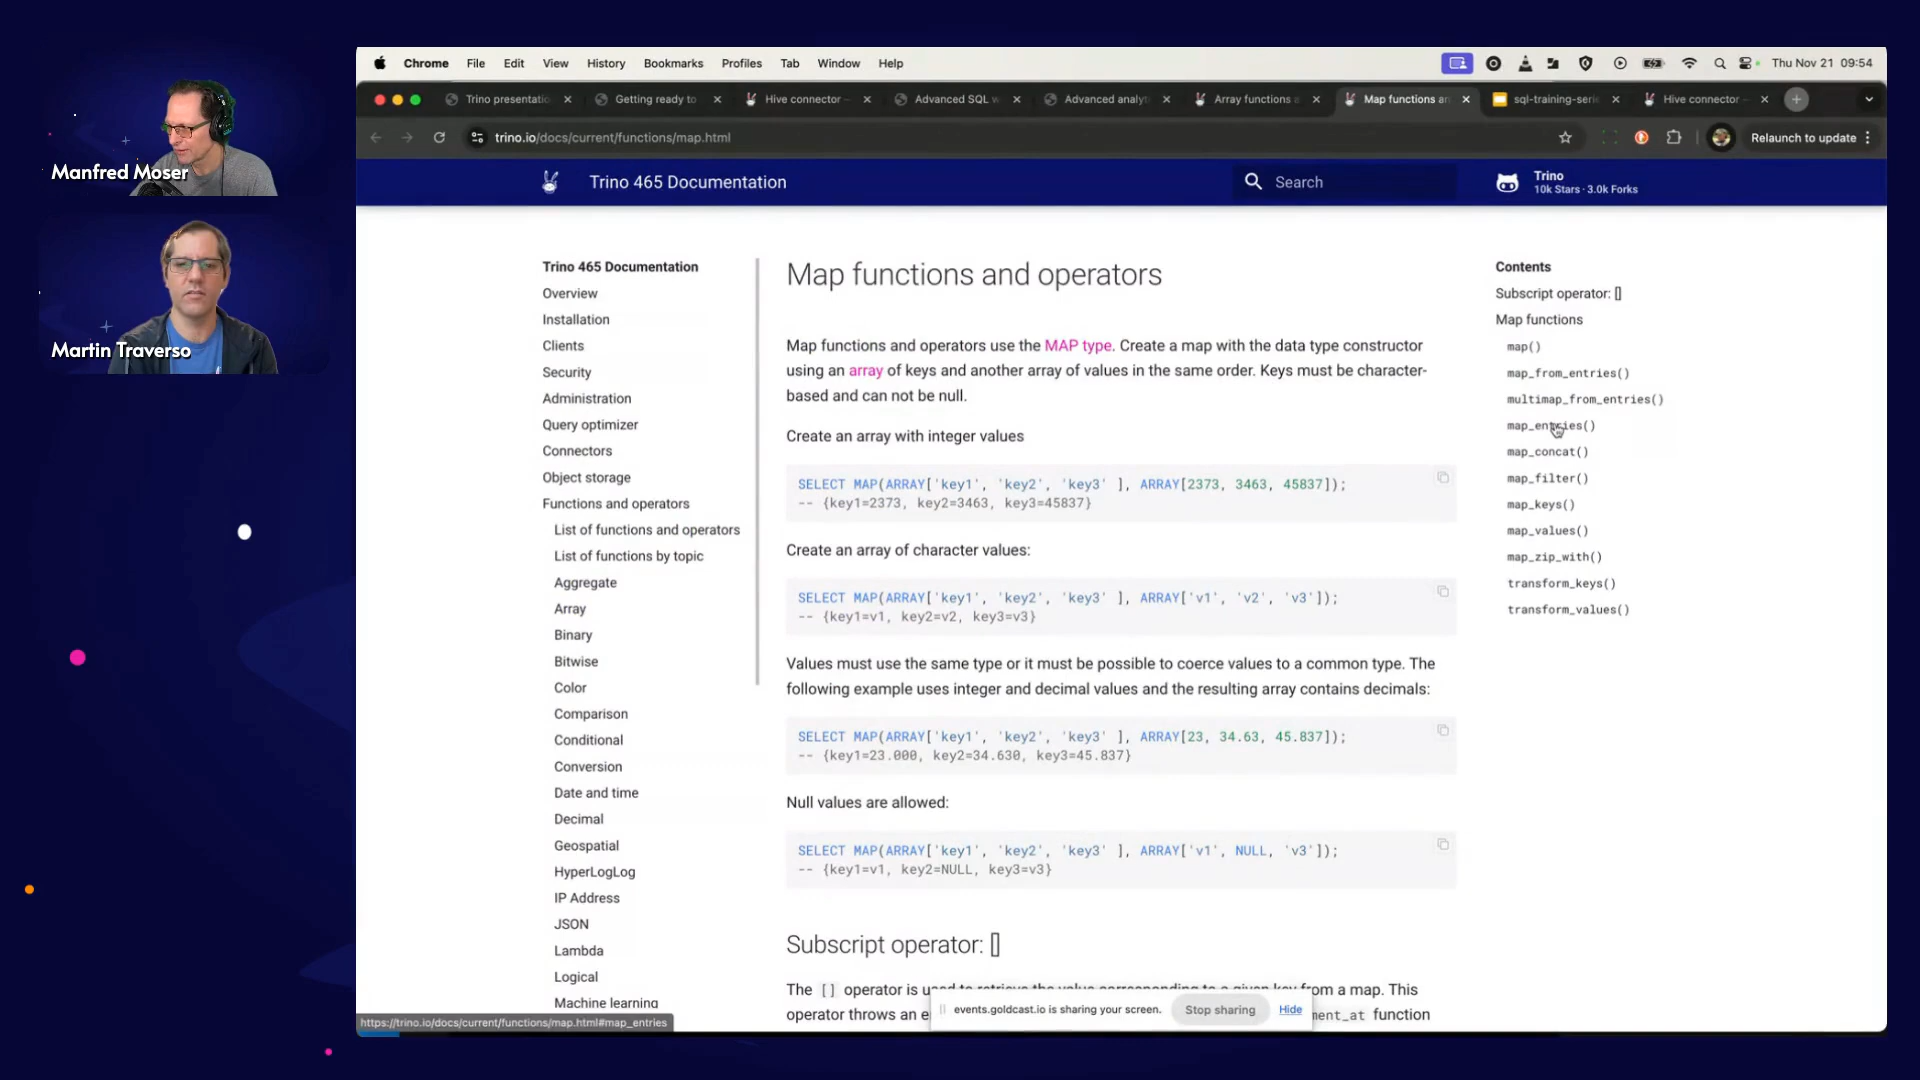 Chrome File Edit View History Bookmarks Profiles Tab Window Help
Thu Nov 21 09:54
Trino presentatio
Getting ready to
Hive connector –
Advanced SQL w
Advanced analyt
Array functions a
Map functions an
sql-training-serie
Hive connector –
trino.io/docs/current/functions/map.html
Relaunch to update
Trino 465 Documentation
Search
Trino
10k Stars · 3.0k Forks
Manfred Moser
Martin Traverso
Trino 465 Documentation
Overview
Installation
Clients
Security
Administration
Query optimizer
Connectors
Object storage
Functions and operators
List of functions and operators
List of functions by topic
Aggregate
Array
Binary
Bitwise
Color
Comparison
Conditional
Conversion
Date and time
Decimal
Geospatial
HyperLogLog
IP Address
JSON
Lambda
Logical
Machine learning
Map functions and operators
Map functions and operators use the MAP type. Create a map with the data type constructor
using an array of keys and another array of values in the same order. Keys must be character-
based and can not be null.
Create an array with integer values
SELECT MAP(ARRAY['key1', 'key2', 'key3' ], ARRAY[2373, 3463, 45837]);
-- {key1=2373, key2=3463, key3=45837}
Create an array of character values:
SELECT MAP(ARRAY['key1', 'key2', 'key3' ], ARRAY['v1', 'v2', 'v3']);
-- {key1=v1, key2=v2, key3=v3}
Values must use the same type or it must be possible to coerce values to a common type. The
following example uses integer and decimal values and the resulting array contains decimals:
SELECT MAP(ARRAY['key1', 'key2', 'key3' ], ARRAY[23, 34.63, 45.837]);
-- {key1=23.000, key2=34.630, key3=45.837}
Null values are allowed:
SELECT MAP(ARRAY['key1', 'key2', 'key3' ], ARRAY['v1', NULL, 'v3']);
-- {key1=v1, key2=NULL, key3=v3}
Subscript operator: []
The [] operator is used to retrieve the value corresponding to a given key from a map. This
operator throws an e
ment_at function
Contents
Subscript operator: []
Map functions
map()
map_from_entries()
multimap_from_entries()
map_entries()
map_concat()
map_filter()
map_keys()
map_values()
map_zip_with()
transform_keys()
transform_values()
events.goldcast.io is sharing your screen.
Stop sharing
Hide
https://trino.io/docs/current/functions/map.html#map_entries